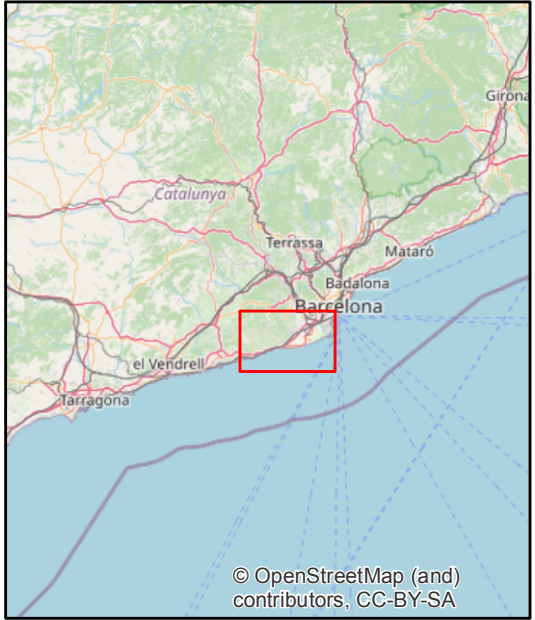 Girona
Catalunya
Terrassa
Mataró
Badalona
Barcelona
el Vendrell
Tarragona
© OpenStreetMap (and)
contributors, CC-BY-SA